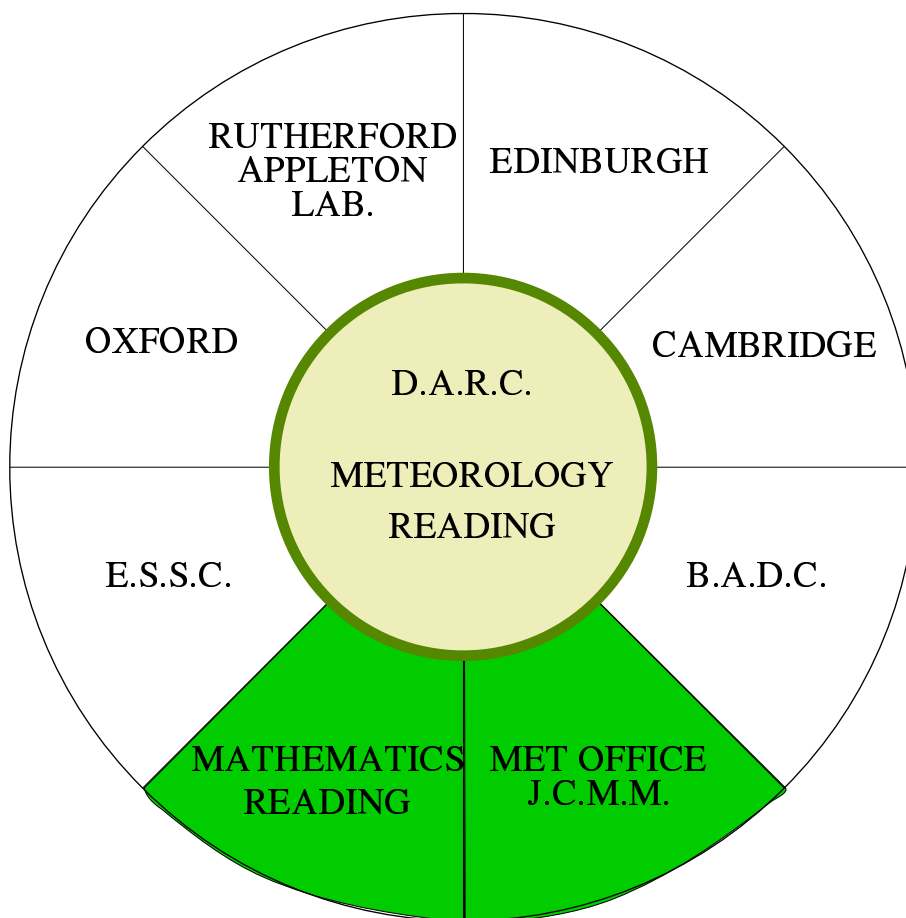 RUTHERFORD
APPLETON
LAB.
EDINBURGH
OXFORD
CAMBRIDGE
D.A.R.C.
METEOROLOGY
READING
E.S.S.C.
B.A.D.C.
MATHEMATICS
READING
MET OFFICE
J.C.M.M.